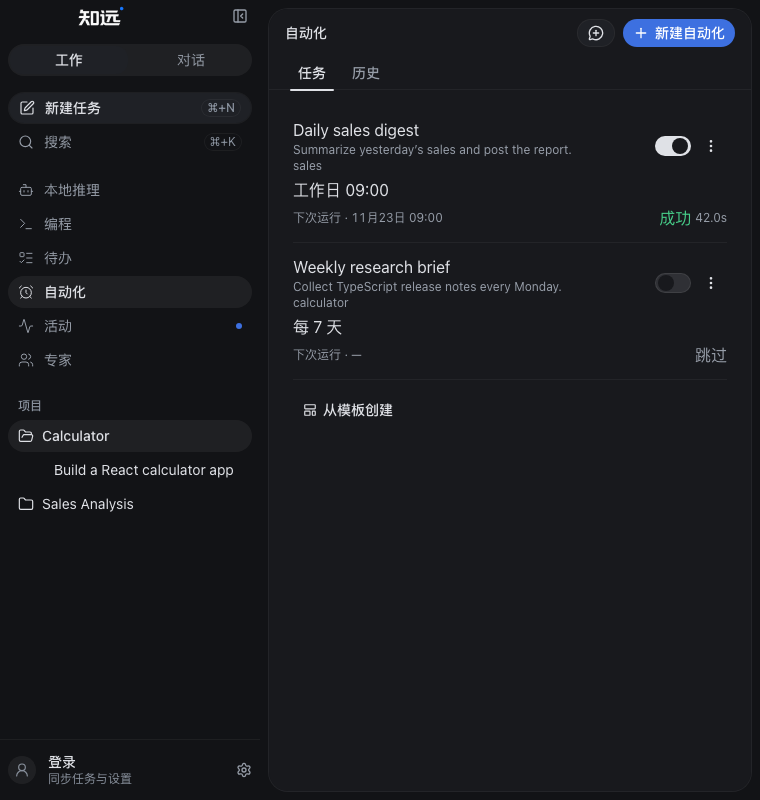 知远
工作
对话
新建任务
⌘+N
搜索
⌘+K
本地推理
编程
待办
自动化
活动
专家
项目
Calculator
Build a React calculator app
Sales Analysis
登录
同步任务与设置
自动化
新建自动化
任务
历史
Daily sales digest
Summarize yesterday's sales and post the report.
sales
工作日 09:00
下次运行 · 11月23日 09:00
成功 42.0s
Weekly research brief
Collect TypeScript release notes every Monday.
calculator
每 7 天
下次运行 · —
跳过
从模板创建